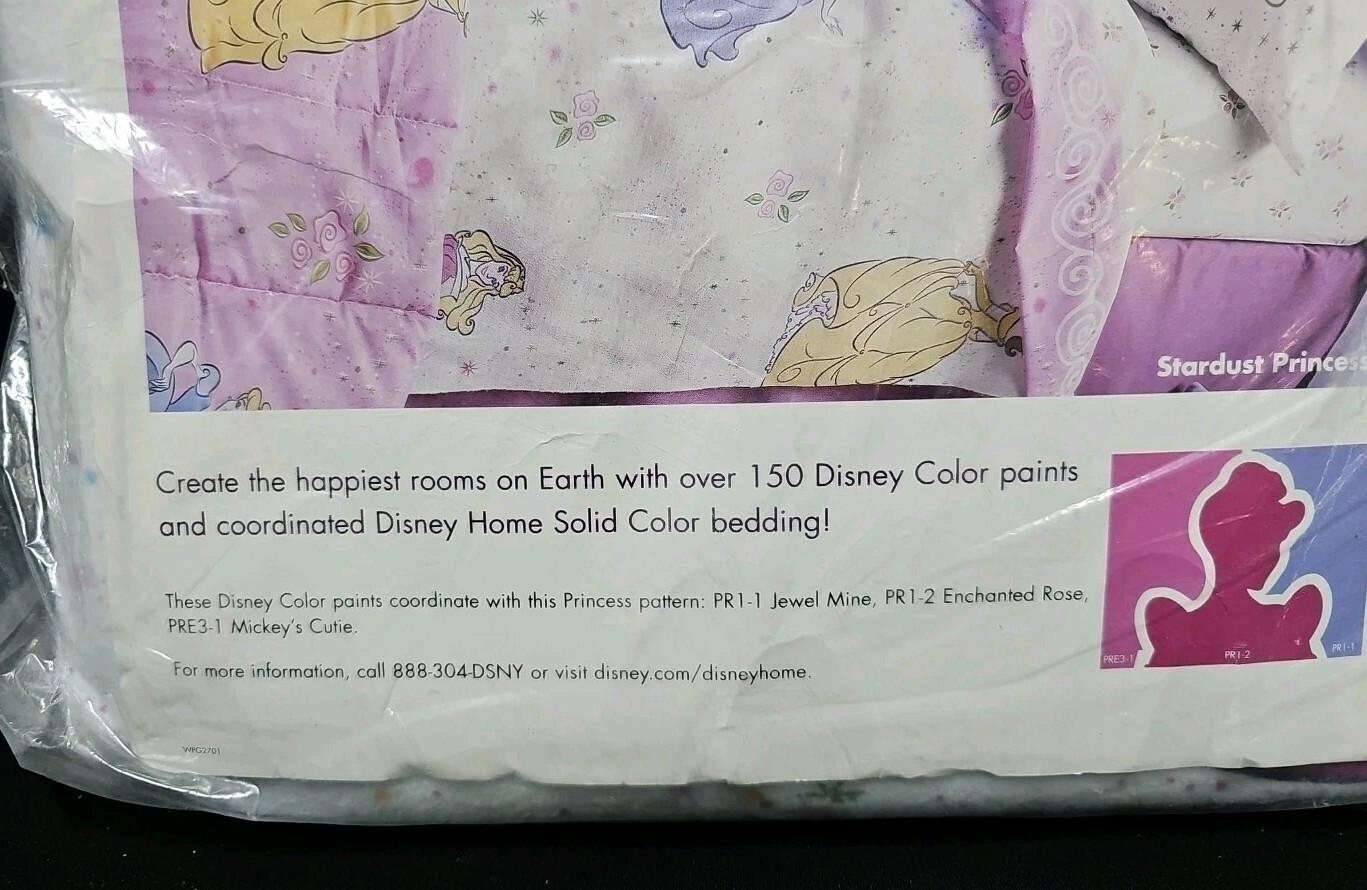 Stardust Princess
Create the happiest rooms on Earth with over 150 Disney Color paints
and coordinated Disney Home Solid Color bedding!
These Disney Color paints coordinate with this Princess pattern: PR1-1 Jewel Mine, PR1-2 Enchanted Rose,
PRE3-1 Mickey's Cutie.
For more information, call 888-304-DSNY or visit disney.com/disneyhome.
PRE3-1 PR1-2 PR1-1
WPG2701